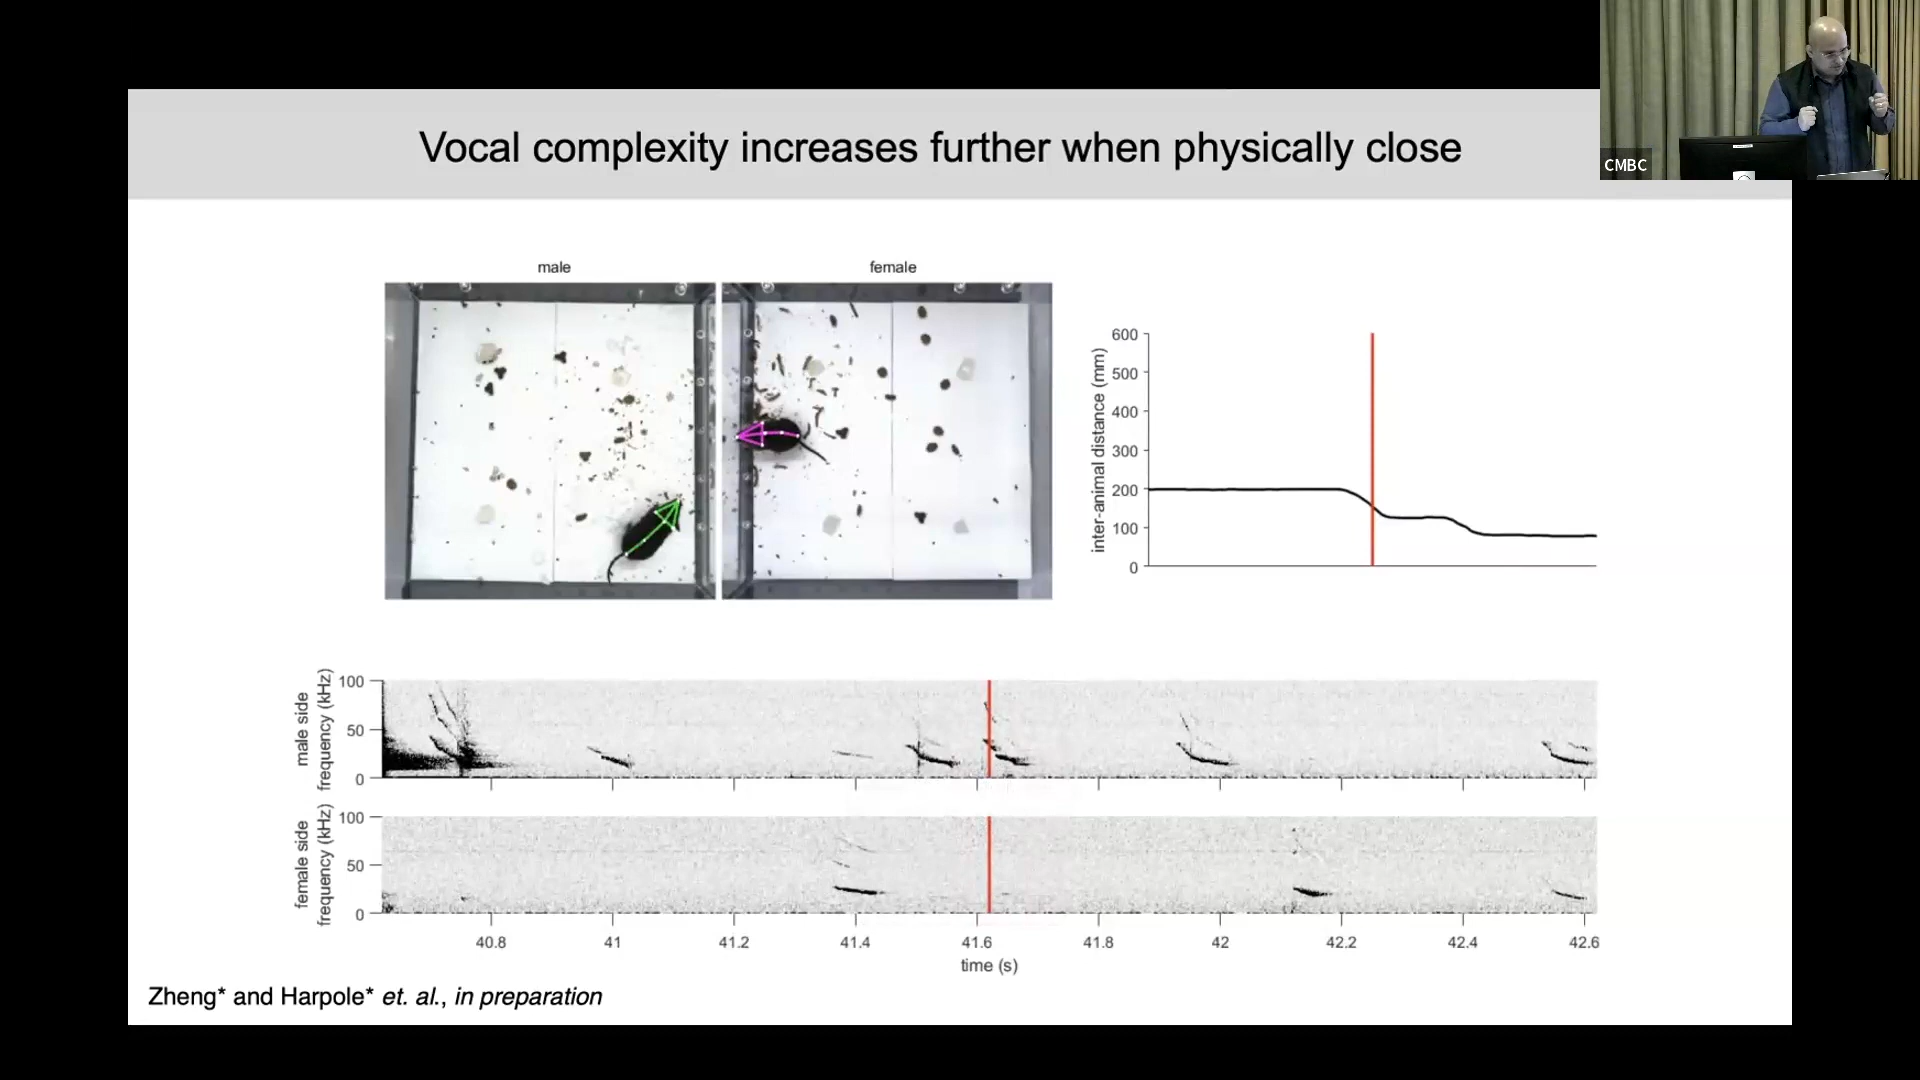 Vocal complexity increases further when physically close
CMBC
male
female
600
500
400
300
200
100
0
inter-animal distance (mm)
male side
frequency (kHz)
100
50
0
female side
frequency (kHz)
100
50
0
40.8 41 41.2 41.4 41.6 41.8 42 42.2 42.4 42.6
time (s)
Zheng* and Harpole* et. al., in preparation